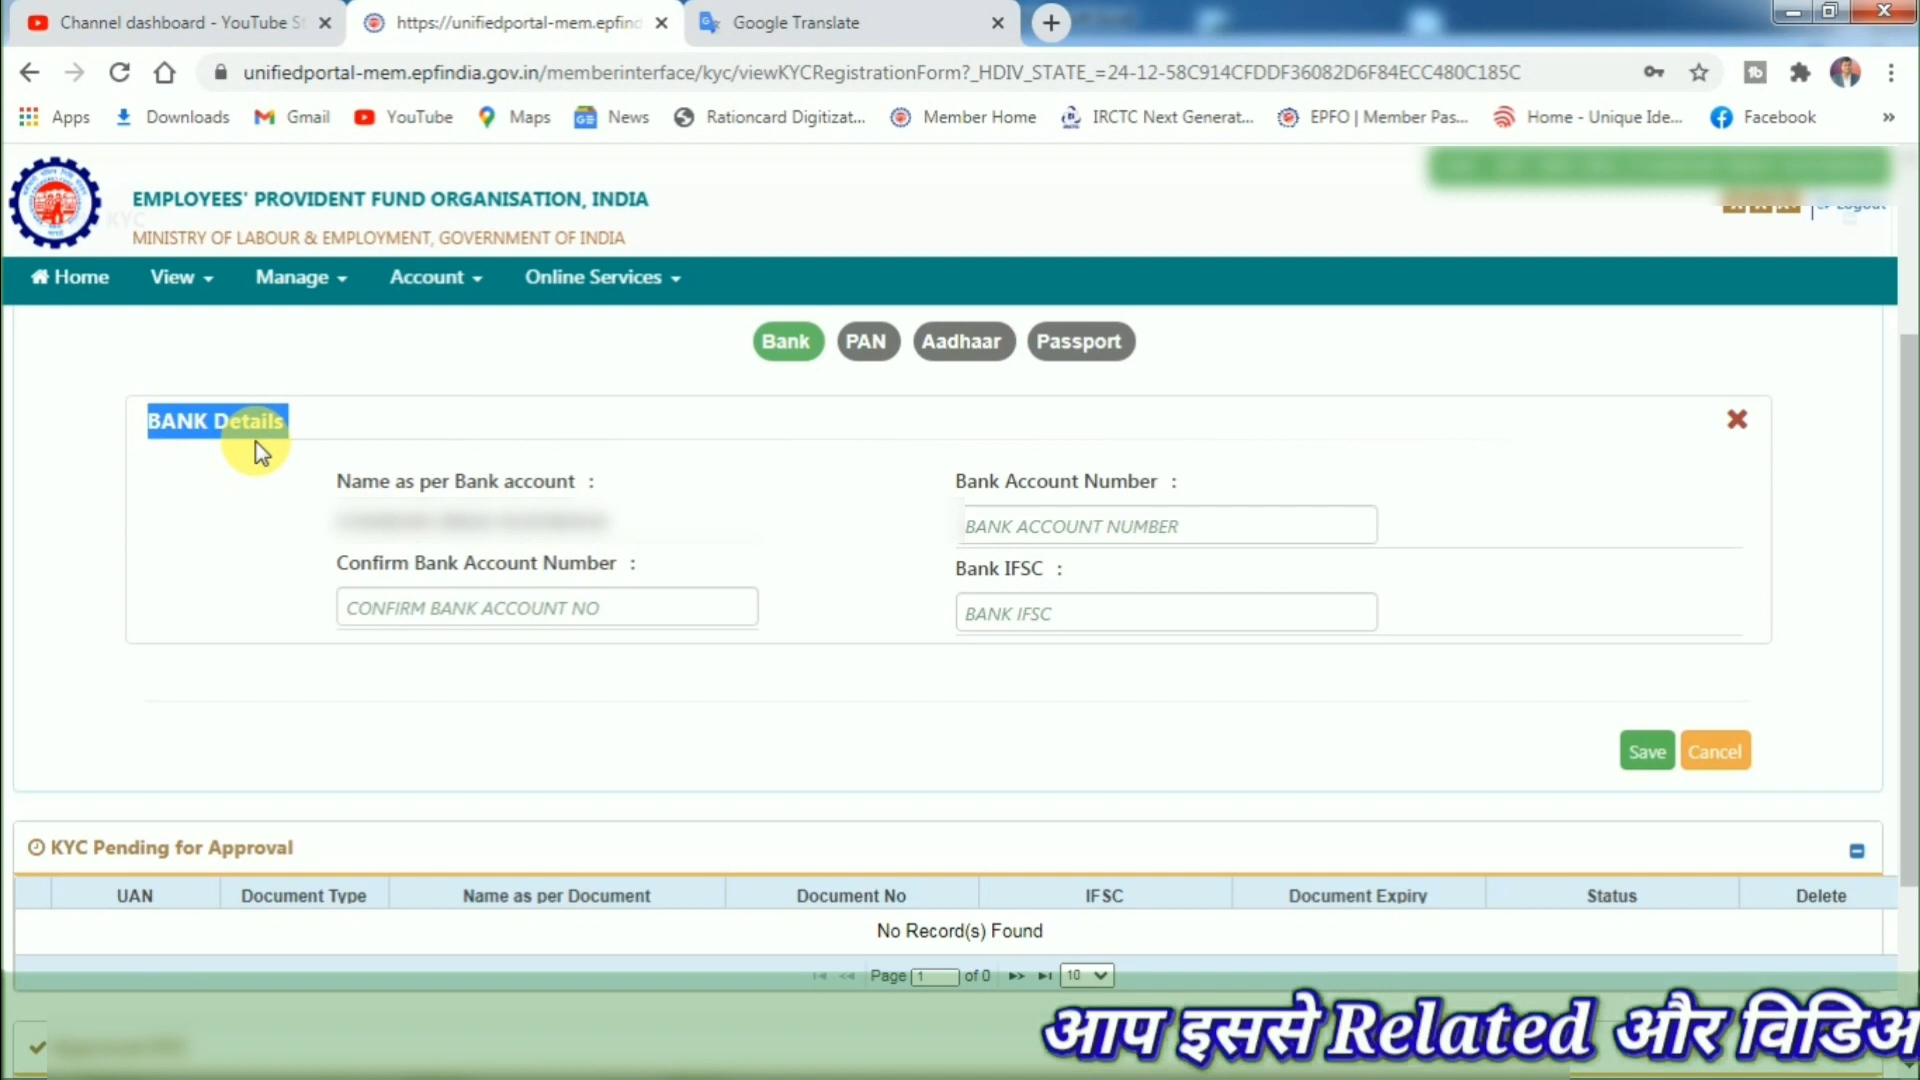 Channel dashboard - YouTube St
https://unifiedportal-mem.epfind
Google Translate
unifiedportal-mem.epfindia.gov.in/memberinterface/kyc/viewKYCRegistrationForm?_HDIV_STATE_=24-12-58C914CFDDF36082D6F84ECC480C185C
Apps Downloads Gmail YouTube Maps News Rationcard Digitizat... Member Home IRCTC Next Generat... EPFO | Member Pas... Home - Unique Ide... Facebook »
EMPLOYEES' PROVIDENT FUND ORGANISATION, INDIA
KYC
MINISTRY OF LABOUR & EMPLOYMENT, GOVERNMENT OF INDIA
Logout
Home View Manage Account Online Services
Bank PAN Aadhaar Passport
BANK Details
Name as per Bank account :
Bank Account Number :
BANK ACCOUNT NUMBER
Confirm Bank Account Number :
Bank IFSC :
CONFIRM BANK ACCOUNT NO
BANK IFSC
Save Cancel
KYC Pending for Approval
UAN Document Type Name as per Document Document No IFSC Document Expiry Status Delete
No Record(s) Found
Page 1 of 0 10
आप इससे Related और विडिअ